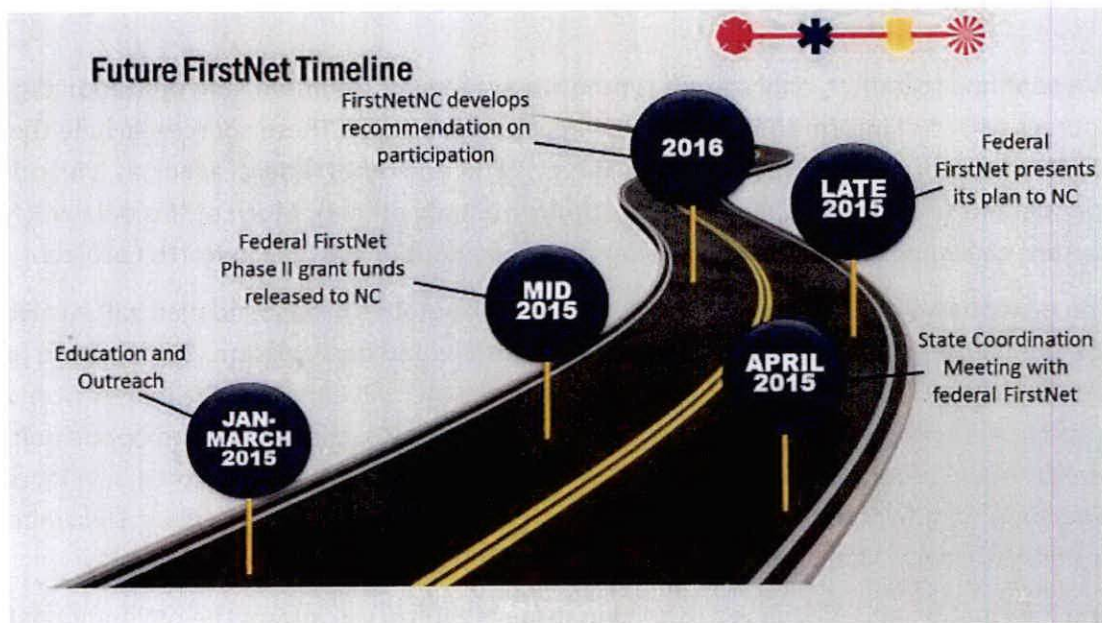 Future FirstNet Timeline
FirstNetNC develops
recommendation on
participation
2016
Federal
FirstNet presents
its plan to NC
LATE
2015
Federal FirstNet
Phase II grant funds
released to NC
MID
2015
State Coordination
Meeting with
federal FirstNet
APRIL
2015
Education and
Outreach
JAN-
MARCH
2015